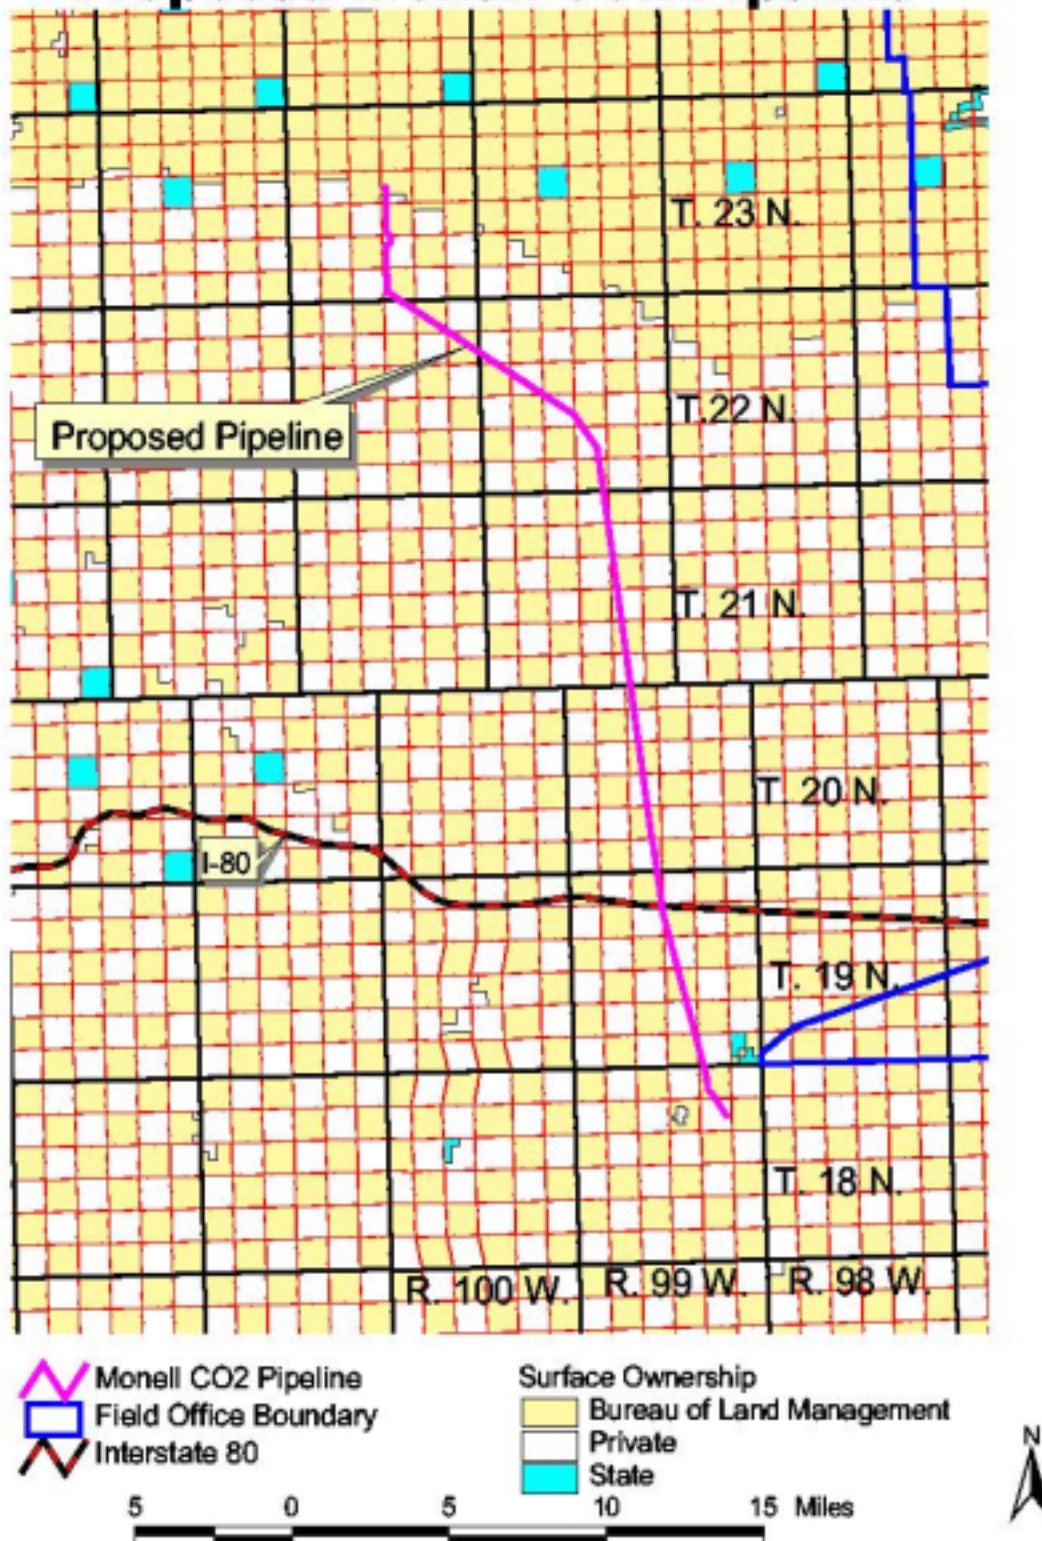 T. 23 N.
T.22 N.
Proposed Pipeline
T. 21 N.
T. 20 N.
I-80
T. 19 N.
T. 18 N.
R. 100 W. R. 99 W. R. 98 W.
Monell CO2 Pipeline
Field Office Boundary
Interstate 80
Surface Ownership
Bureau of Land Management
Private
State
N
5 0 5 10 15 Miles